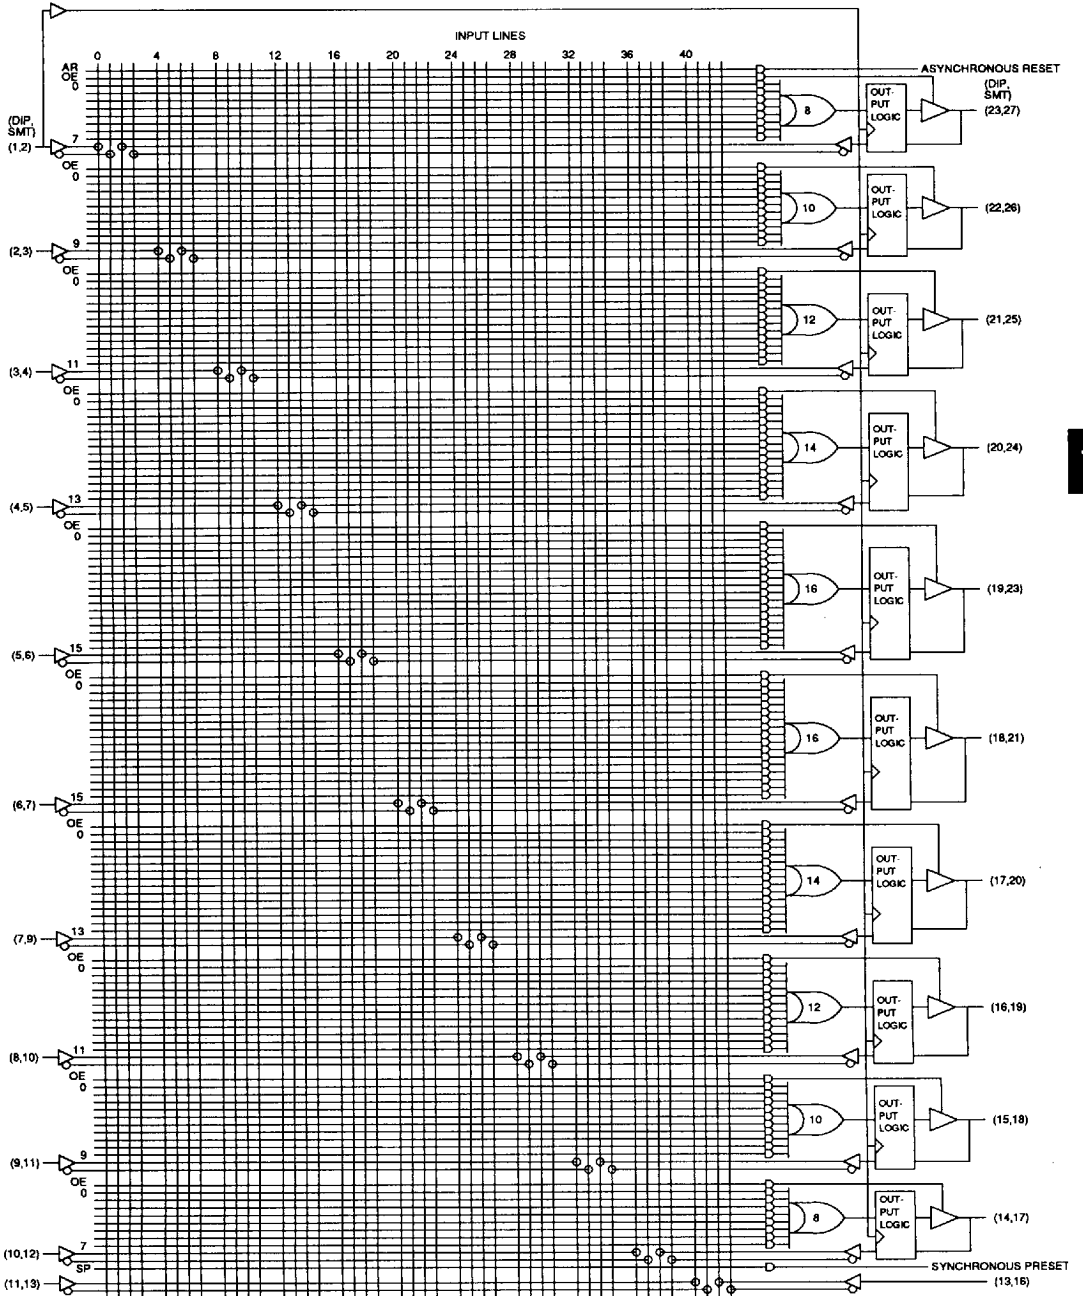 INPUT LINES
0 4 8 12 16 20 24 28 32 36 40
AR
OE
0
ASYNCHRONOUS RESET
(DIP, SMT)
8
OUT-PUT LOGIC
(23,27)
(DIP, SMT)
(1,2)
7
OE
0
10
OUT-PUT LOGIC
(22,26)
(2,3)
9
OE
0
12
OUT-PUT LOGIC
(21,25)
(3,4)
11
OE
0
14
OUT-PUT LOGIC
(20,24)
(4,5)
13
OE
0
16
OUT-PUT LOGIC
(19,23)
(5,6)
15
OE
0
16
OUT-PUT LOGIC
(18,21)
(6,7)
15
OE
0
14
OUT-PUT LOGIC
(17,20)
(7,9)
13
OE
0
12
OUT-PUT LOGIC
(16,19)
(8,10)
11
OE
0
10
OUT-PUT LOGIC
(15,18)
(9,11)
9
OE
0
8
OUT-PUT LOGIC
(14,17)
(10,12)
7
SP
SYNCHRONOUS PRESET
(11,13)
(13,16)